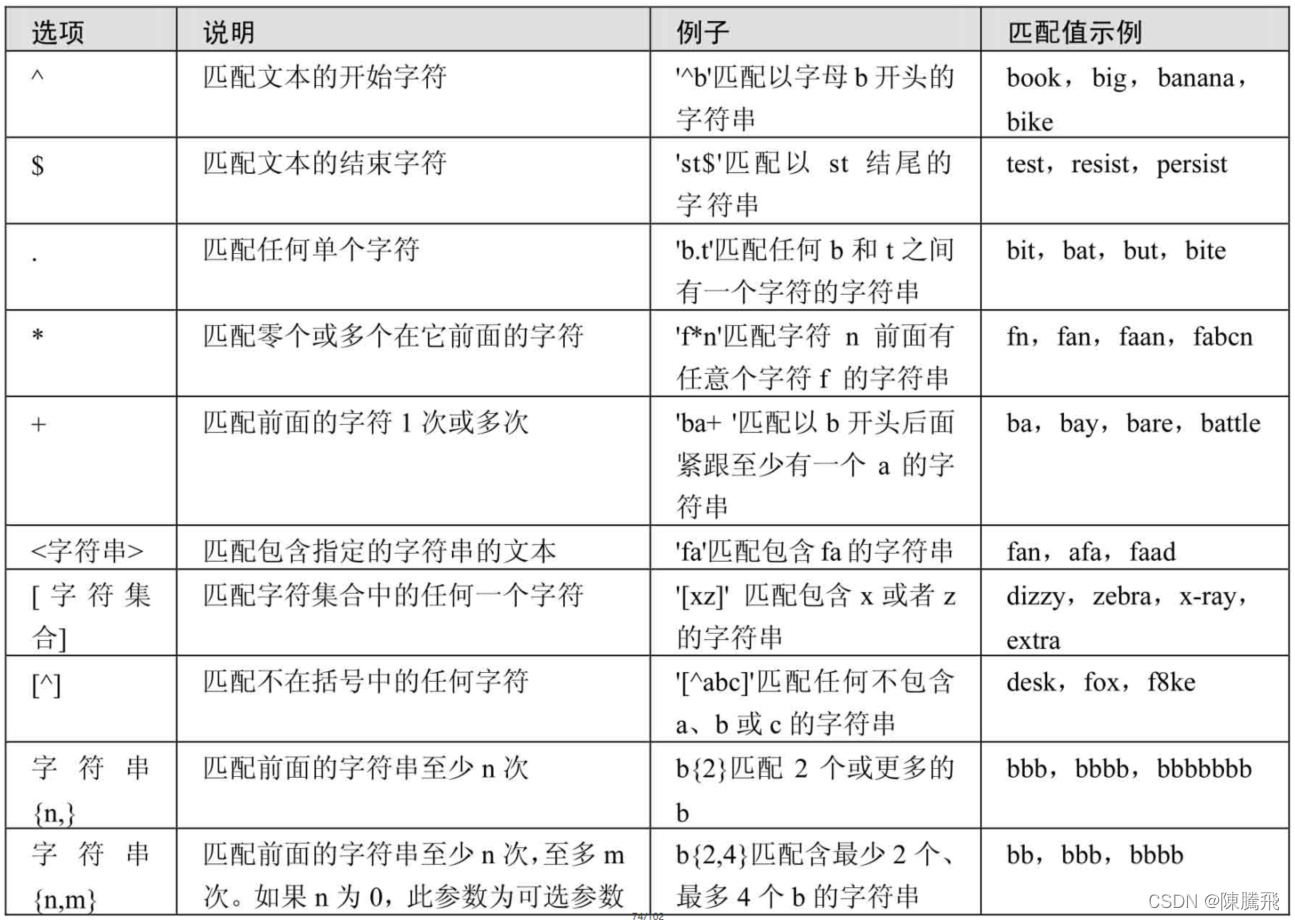 选项 说明 例子 匹配值示例
^ 匹配文本的开始字符 '^b'匹配以字母 b 开头的 book，big，banana，
字符串 bike
$ 匹配文本的结束字符 'st$'匹配以 st 结尾的 test，resist，persist
字符串
. 匹配任何单个字符 'b.t'匹配任何 b 和 t 之间 bit，bat，but，bite
有一个字符的字符串
* 匹配零个或多个在它前面的字符 'f*n'匹配字符 n 前面有 fn，fan，faan，fabcn
任意个字符 f 的字符串
+ 匹配前面的字符 1 次或多次 'ba+ '匹配以 b 开头后面 ba，bay，bare，battle
紧跟至少有一个 a 的字
符串
<字符串> 匹配包含指定的字符串的文本 'fa'匹配包含 fa 的字符串 fan，afa，faad
[字符集 匹配字符集合中的任何一个字符 '[xz]' 匹配包含 x 或者 z dizzy，zebra，x-ray，
合] 的字符串 extra
[^] 匹配不在括号中的任何字符 '[^abc]'匹配任何不包含 desk，fox，f8ke
a、b 或 c 的字符串
字符串 匹配前面的字符串至少 n 次 b{2}匹配 2 个或更多的 bbb，bbbb，bbbbbbb
{n,} b
字符串 匹配前面的字符串至少 n 次，至多 m b{2,4}匹配含最少 2 个、 bb，bbb，bbbb
{n,m} 次。如果 n 为 0，此参数为可选参数 最多 4 个 b 的字符串
74/102
CSDN @陳騰飛